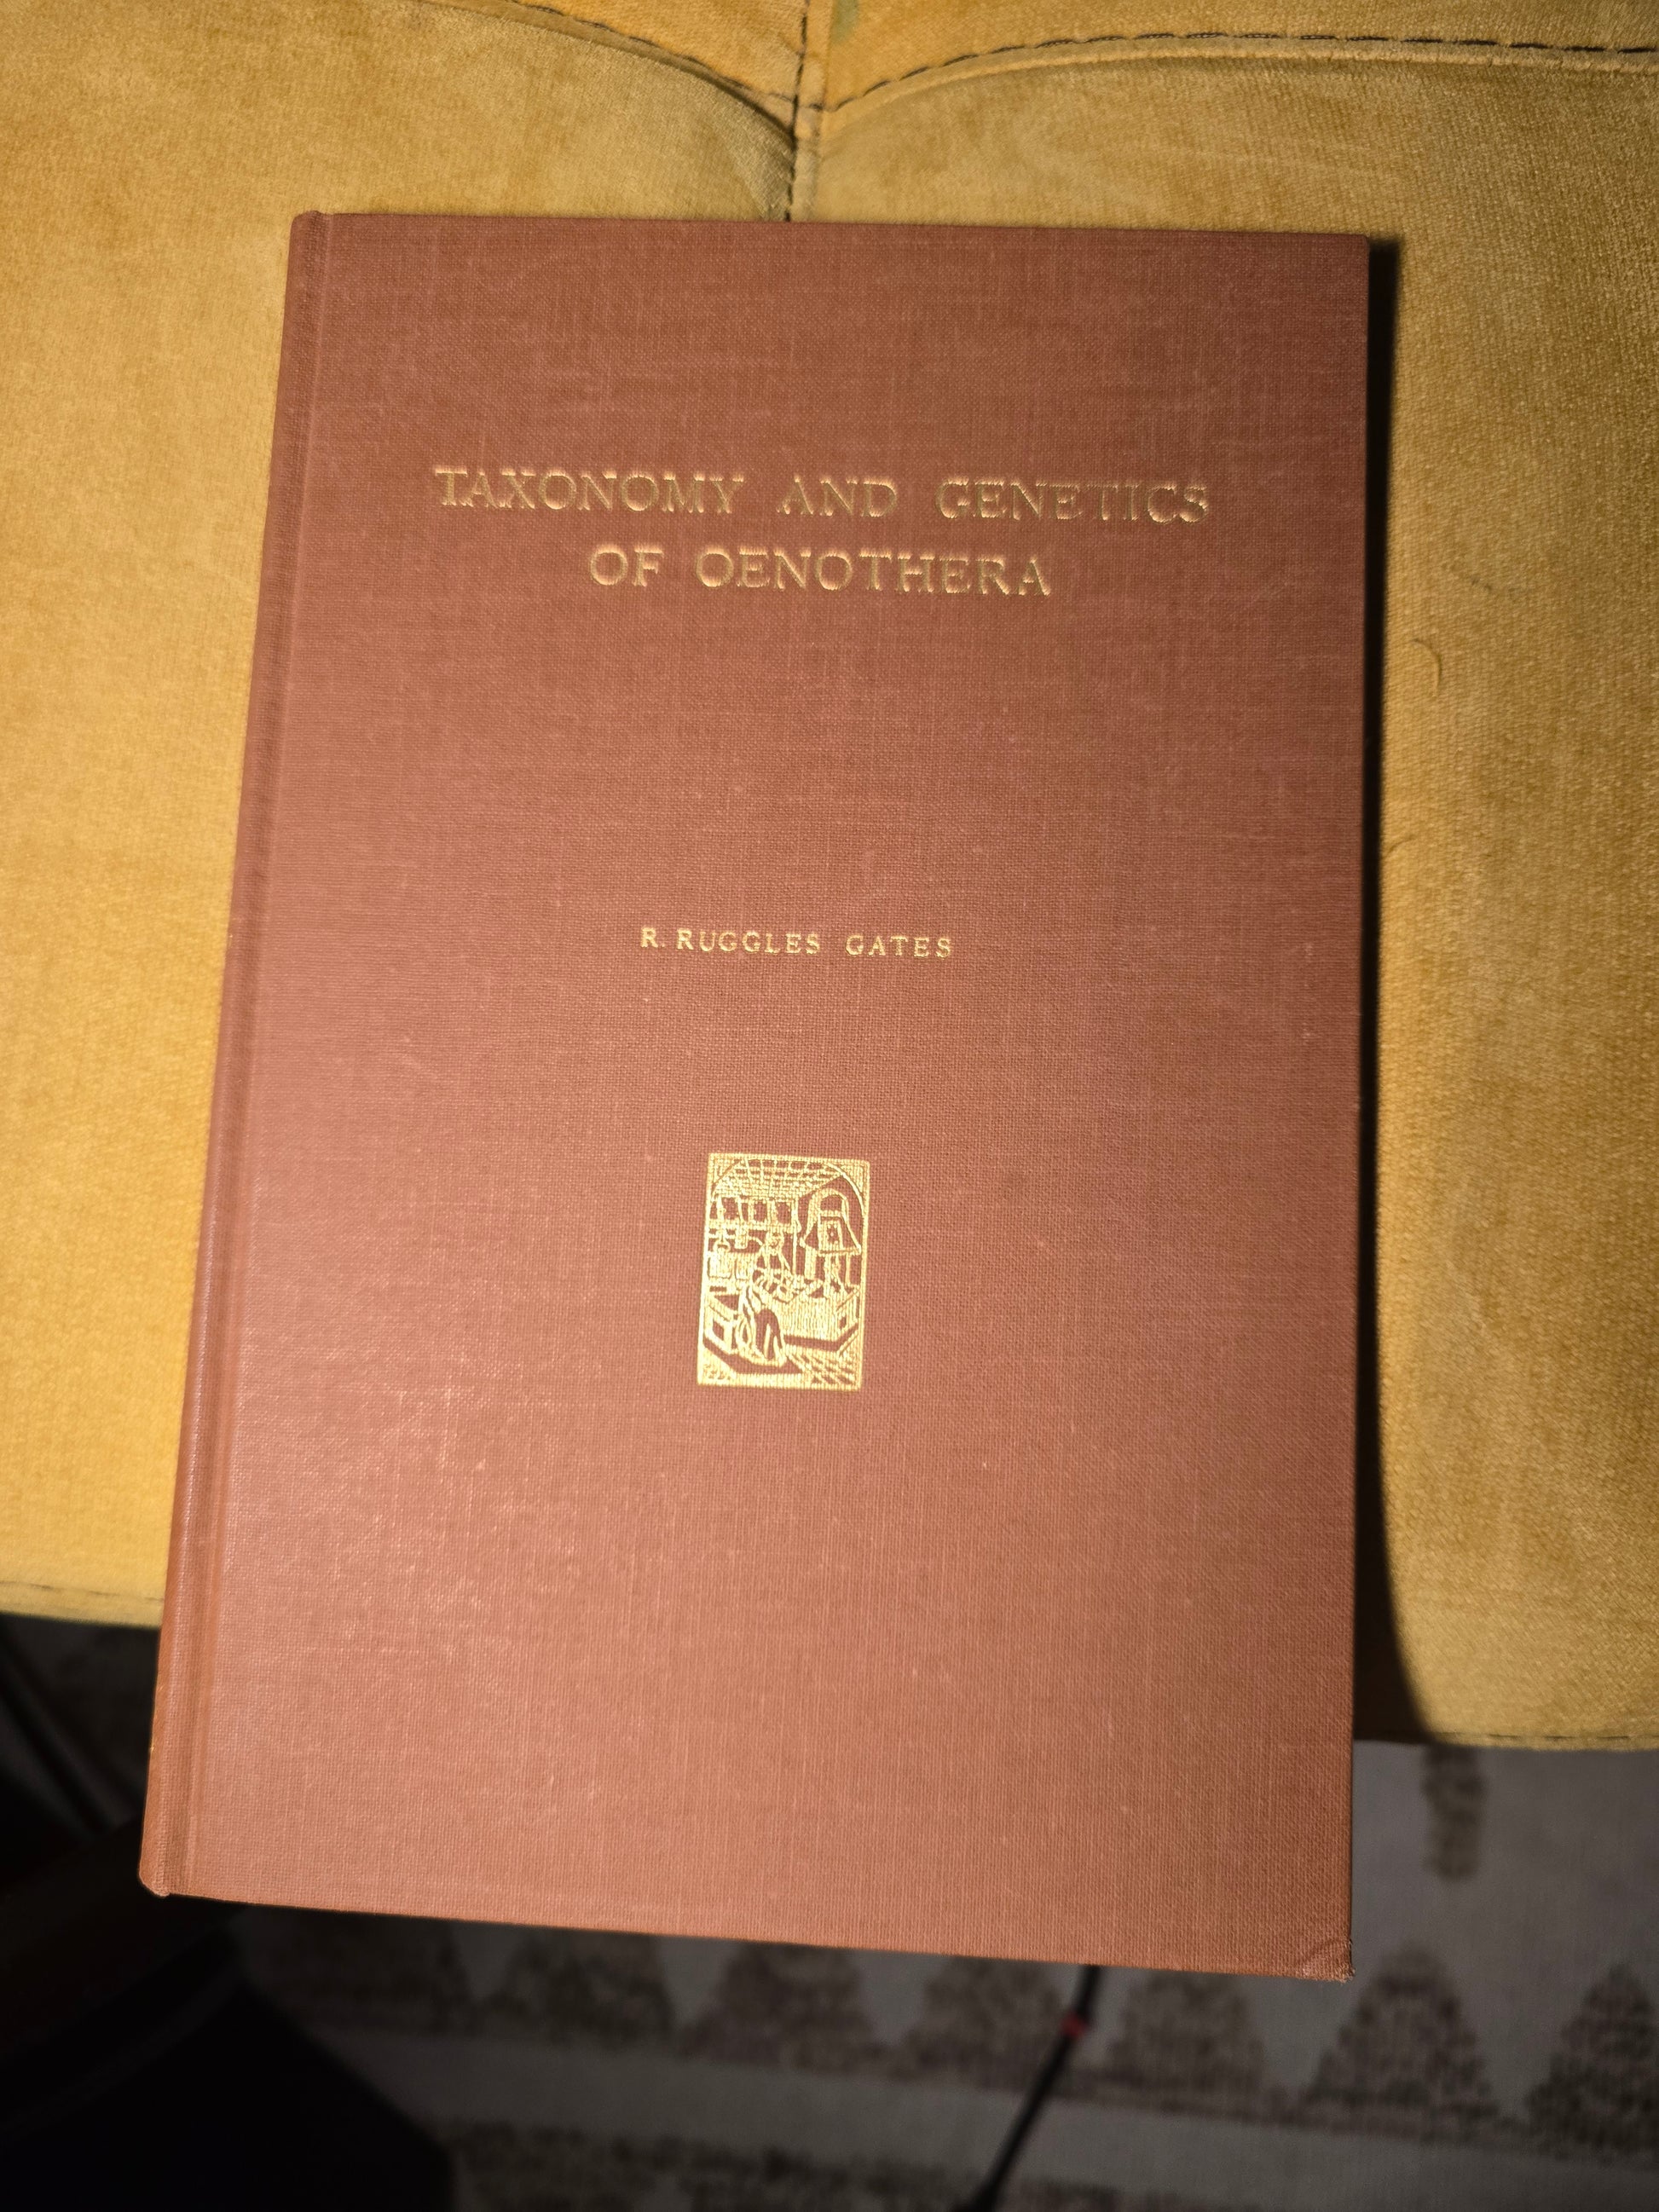 TAXONOMY AND GENETICS
OF OENOTHERA
R. RUGGLES GATES